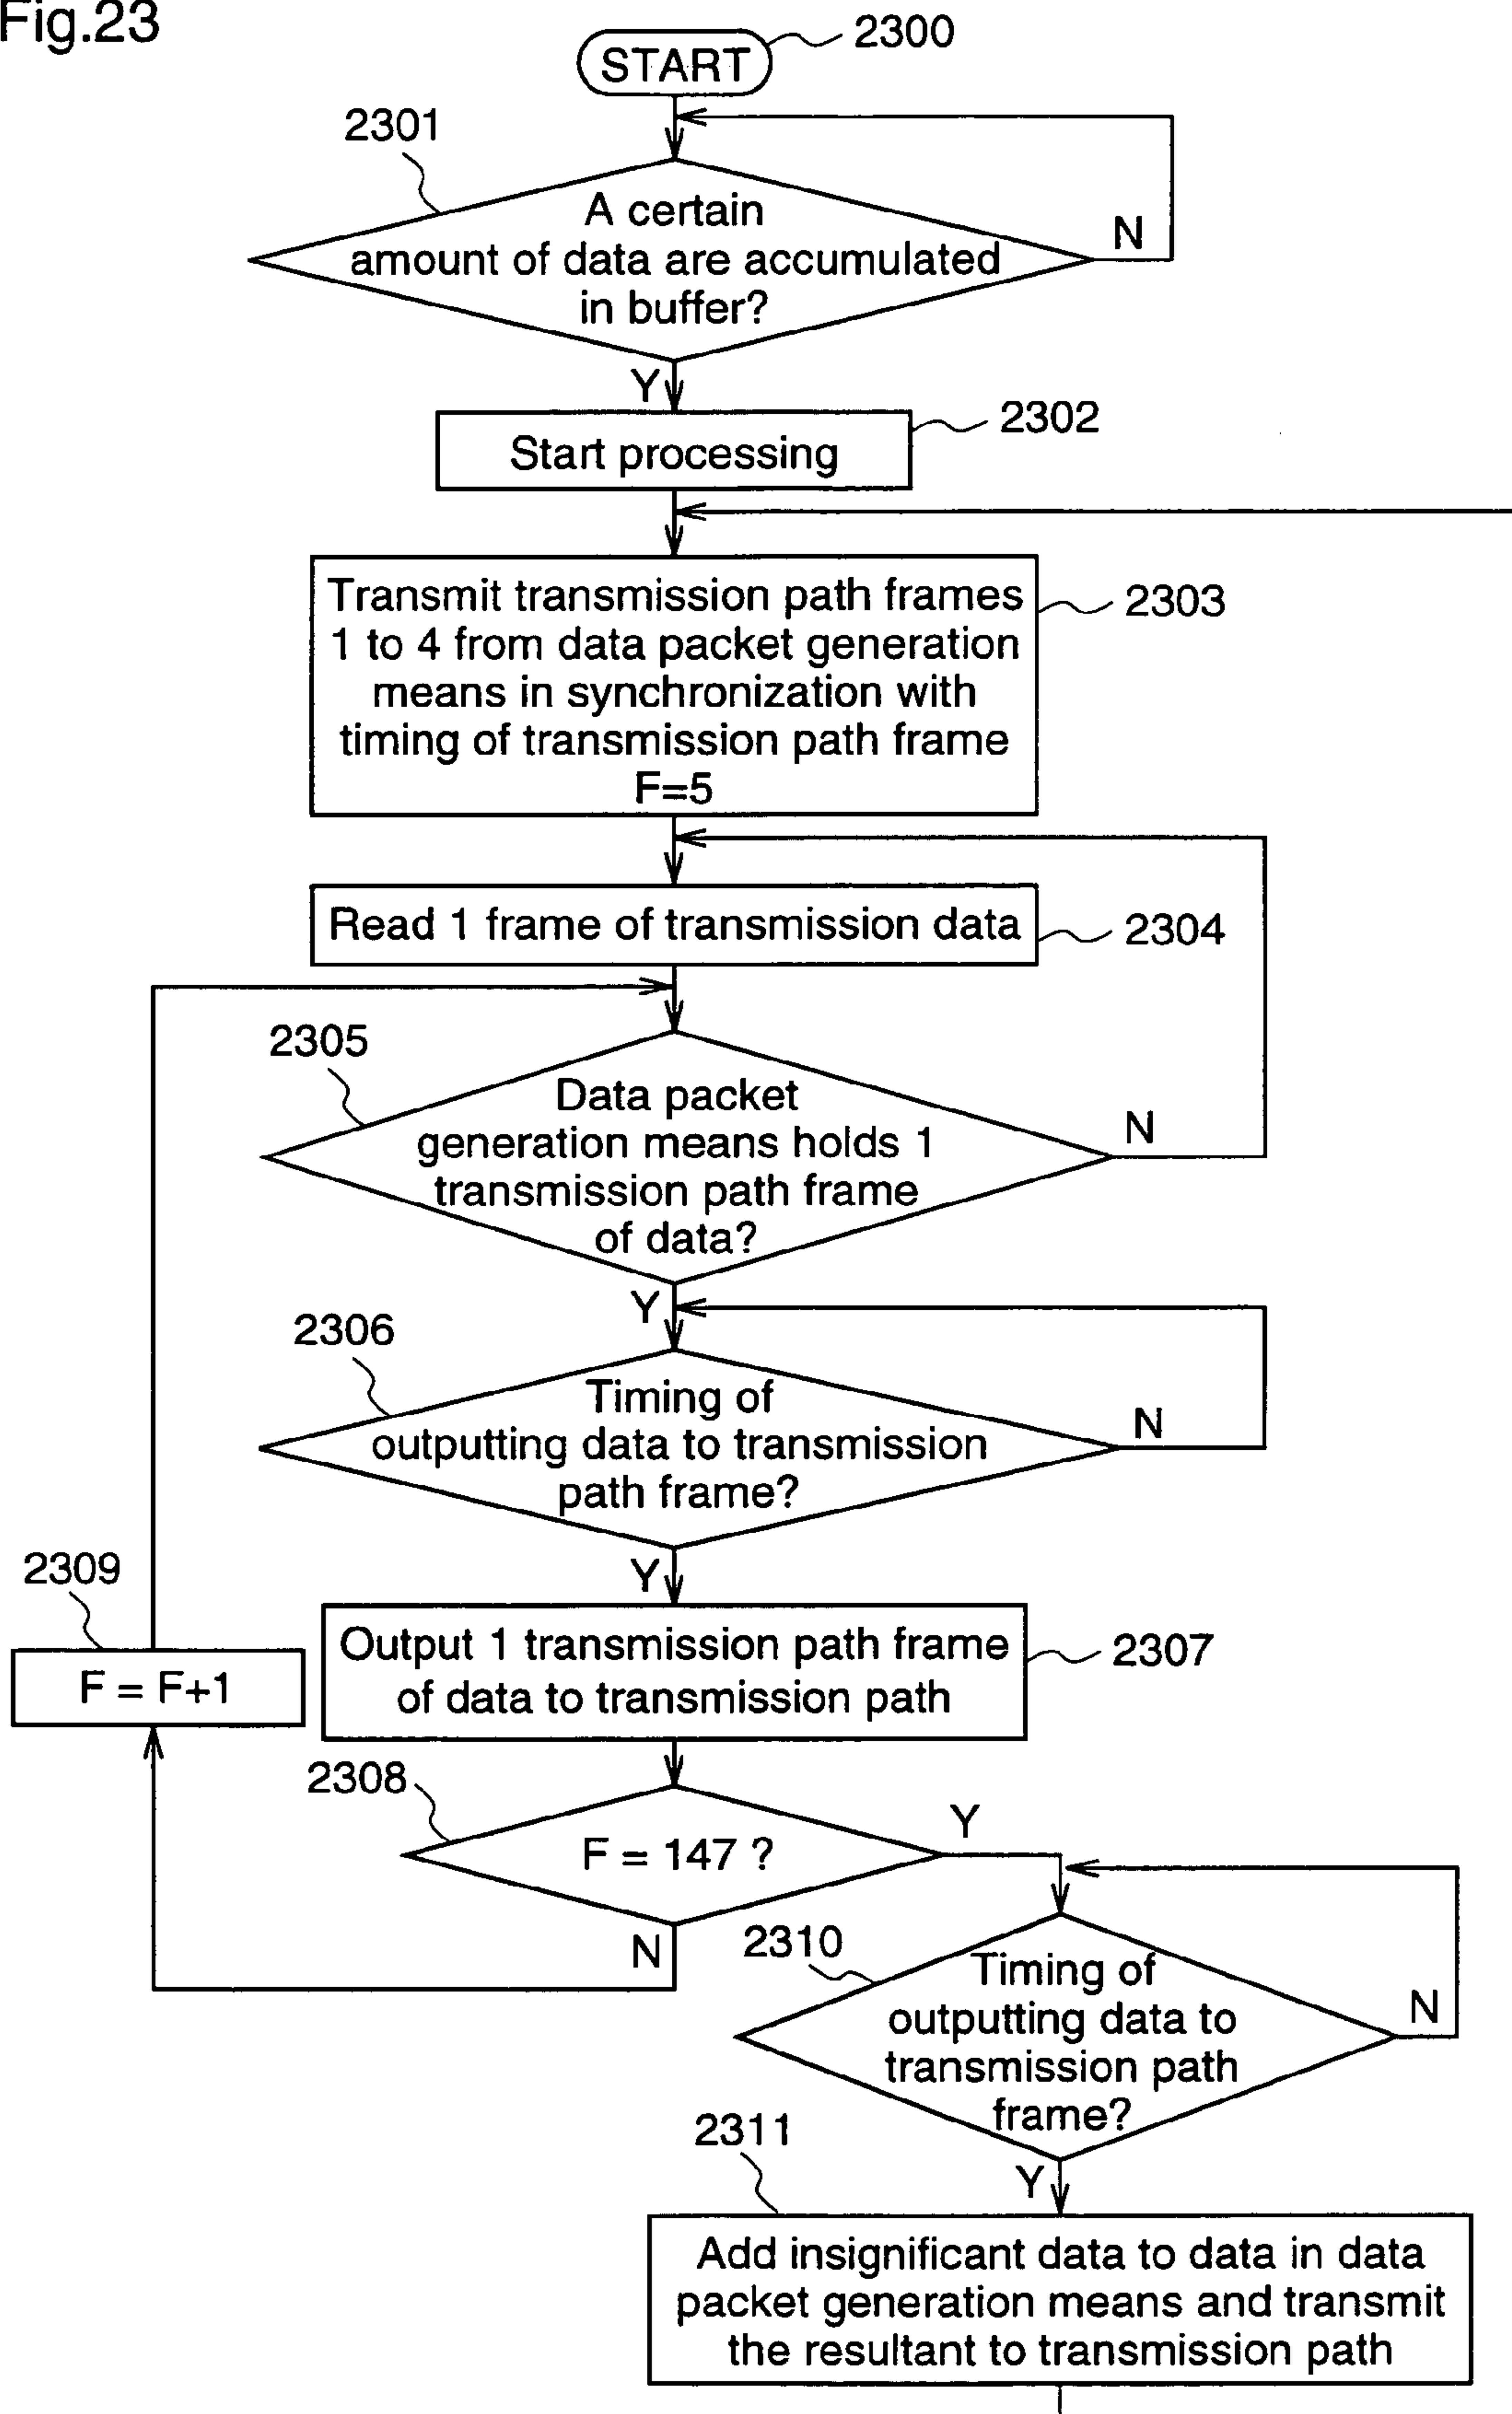 Fig.23
START
2300
2301
A certain
amount of data are accumulated
in buffer?
N
Y
Start processing
2302
Transmit transmission path frames
1 to 4 from data packet generation
means in synchronization with
timing of transmission path frame
F=5
2303
Read 1 frame of transmission data
2304
2305
Data packet
generation means holds 1
transmission path frame
of data?
N
Y
2306
Timing of
outputting data to transmission
path frame?
N
Y
2309
F = F+1
Output 1 transmission path frame
of data to transmission path
2307
2308
F = 147 ?
Y
N
2310
Timing of
outputting data to
transmission path
frame?
N
Y
2311
Add insignificant data to data in data
packet generation means and transmit
the resultant to transmission path